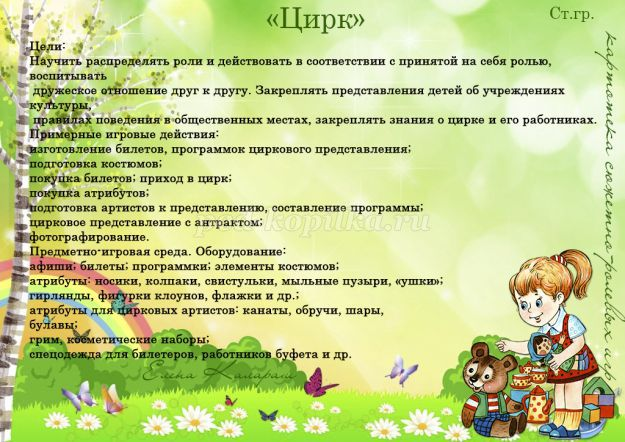 «Цирк»
Ст.гр.
картотека сюжетно-ролевых игр
Цели:
Научить распределять роли и действовать в соответствии с принятой на себя ролью,
воспитывать
дружеское отношение друг к другу. Закреплять представления детей об учреждениях
культуры,
правилах поведения в общественных местах, закреплять знания о цирке и его работниках.
Примерные игровые действия:
изготовление билетов, программок циркового представления;
подготовка костюмов;
покупка билетов; приход в цирк;
покупка атрибутов;
подготовка артистов к представлению, составление программы;
цирковое представление с антрактом;
фотографирование.
Предметно-игровая среда. Оборудование:
афиши; билеты; программки; элементы костюмов;
атрибуты: носики, колпаки, свистульки, мыльные пузыри, «ушки»;
гирлянды, фигурки клоунов, флажки и др.;
атрибуты для цирковых артистов: канаты, обручи, шары,
булавы;
грим, косметические наборы;
спецодежда для билетеров, работников буфета и др.
Елена